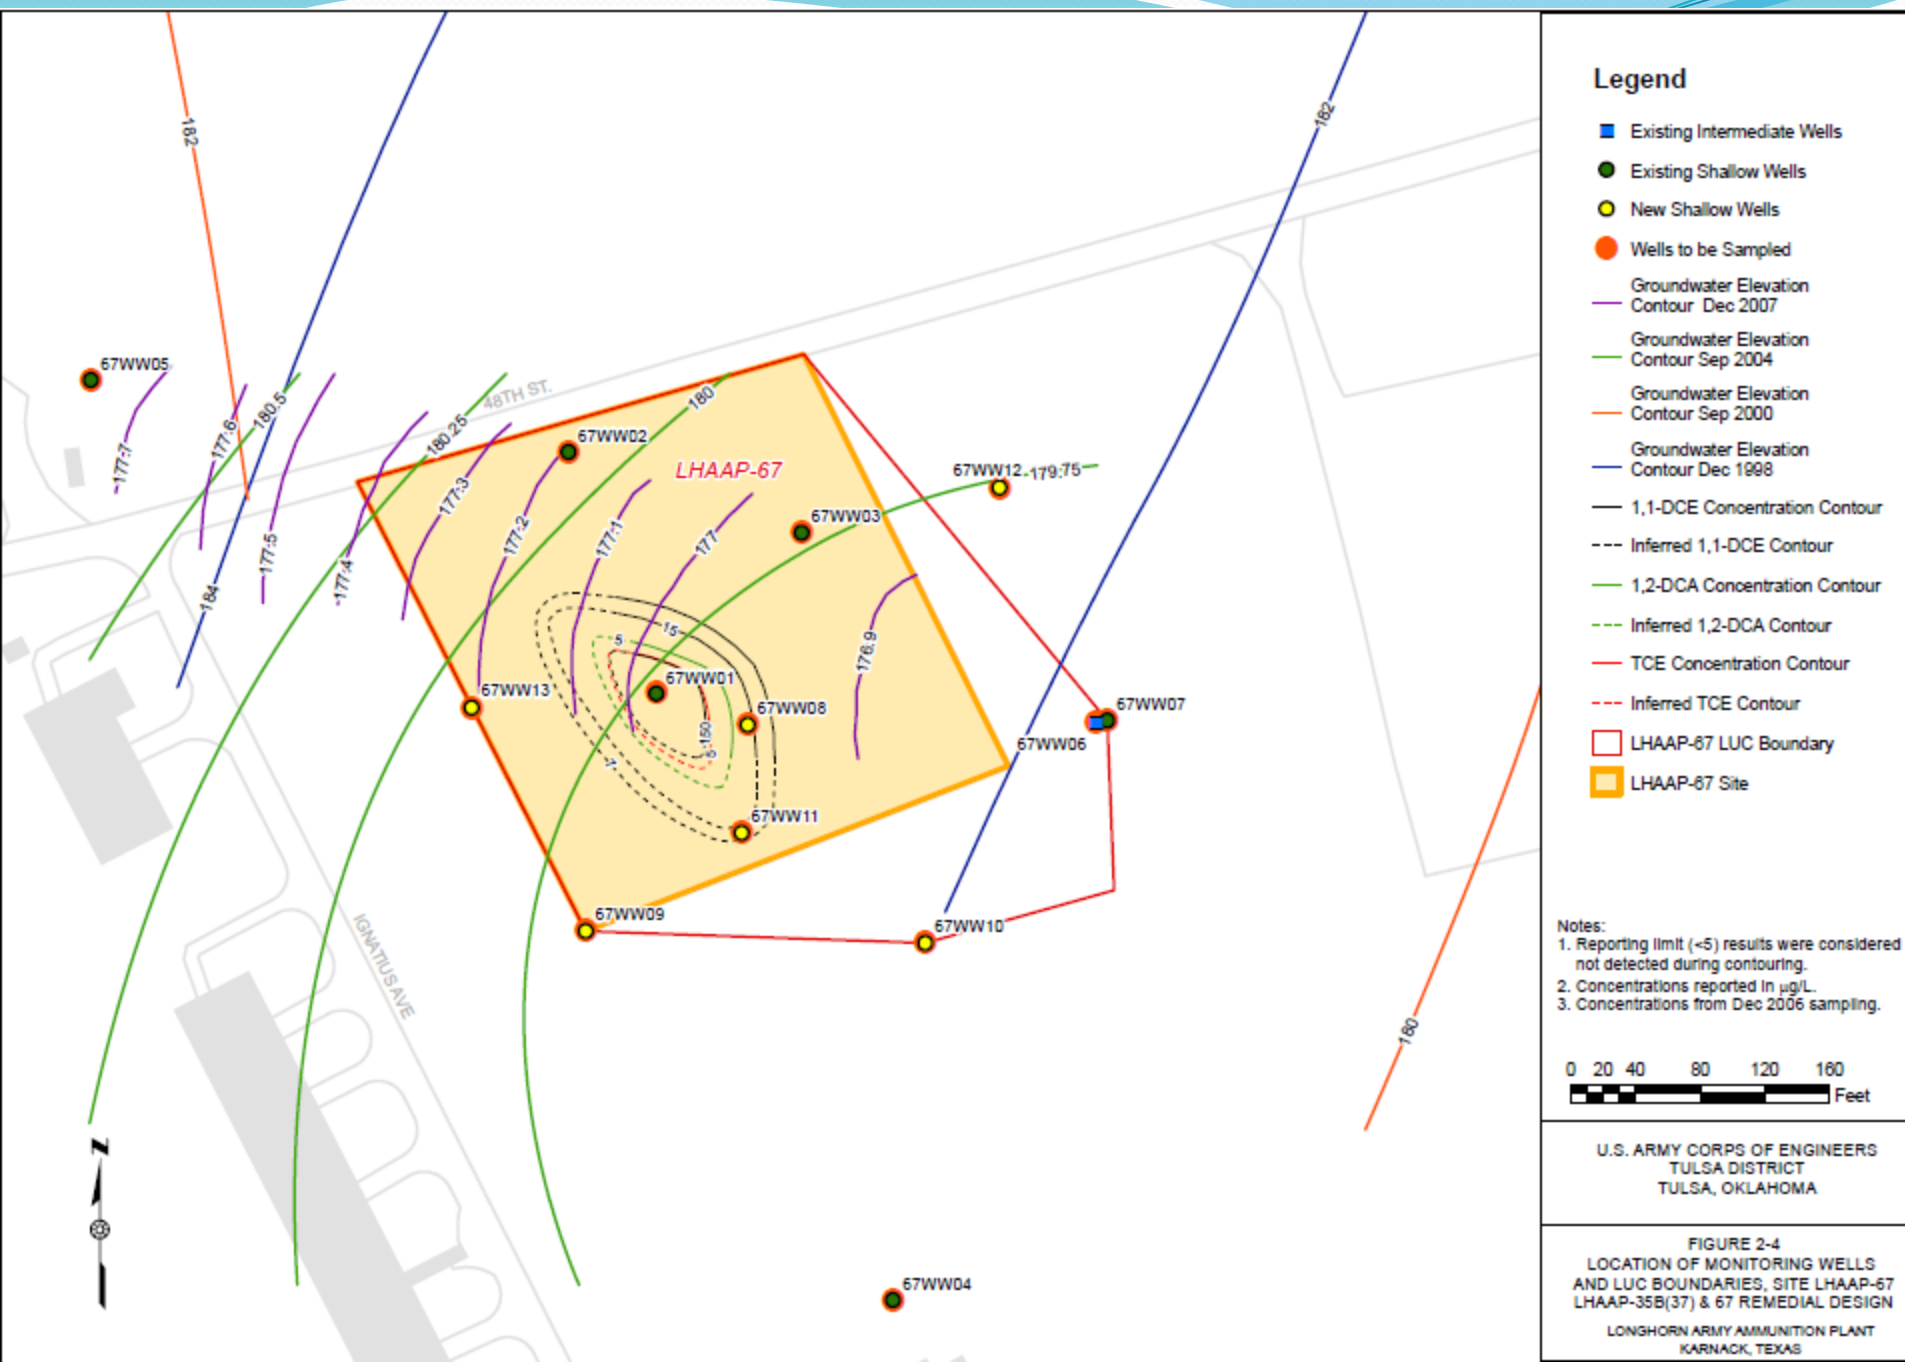 182
182
67WW05
177.7
177.6
180.5
180.25
48TH ST.
180
67WW02
LHAAP-67
67WW12
179.75
177.3
177.2
177.1
177
67WW03
177.5
177.4
184
15
5
176.9
67WW13
67WW01
67WW08
150
5
7
67WW07
67WW06
67WW11
67WW09
67WW10
IGNATIUS AVE
180
67WW04
N
Legend
Existing Intermediate Wells
Existing Shallow Wells
New Shallow Wells
Wells to be Sampled
Groundwater Elevation
Contour Dec 2007
Groundwater Elevation
Contour Sep 2004
Groundwater Elevation
Contour Sep 2000
Groundwater Elevation
Contour Dec 1998
1,1-DCE Concentration Contour
Inferred 1,1-DCE Contour
1,2-DCA Concentration Contour
Inferred 1,2-DCA Contour
TCE Concentration Contour
Inferred TCE Contour
LHAAP-67 LUC Boundary
LHAAP-67 Site
Notes:
1. Reporting limit (<5) results were considered
not detected during contouring.
2. Concentrations reported in µg/L.
3. Concentrations from Dec 2006 sampling.
0 20 40 80 120 160
Feet
U.S. ARMY CORPS OF ENGINEERS
TULSA DISTRICT
TULSA, OKLAHOMA
FIGURE 2-4
LOCATION OF MONITORING WELLS
AND LUC BOUNDARIES, SITE LHAAP-67
LHAAP-35B(37) & 67 REMEDIAL DESIGN
LONGHORN ARMY AMMUNITION PLANT
KARNACK, TEXAS